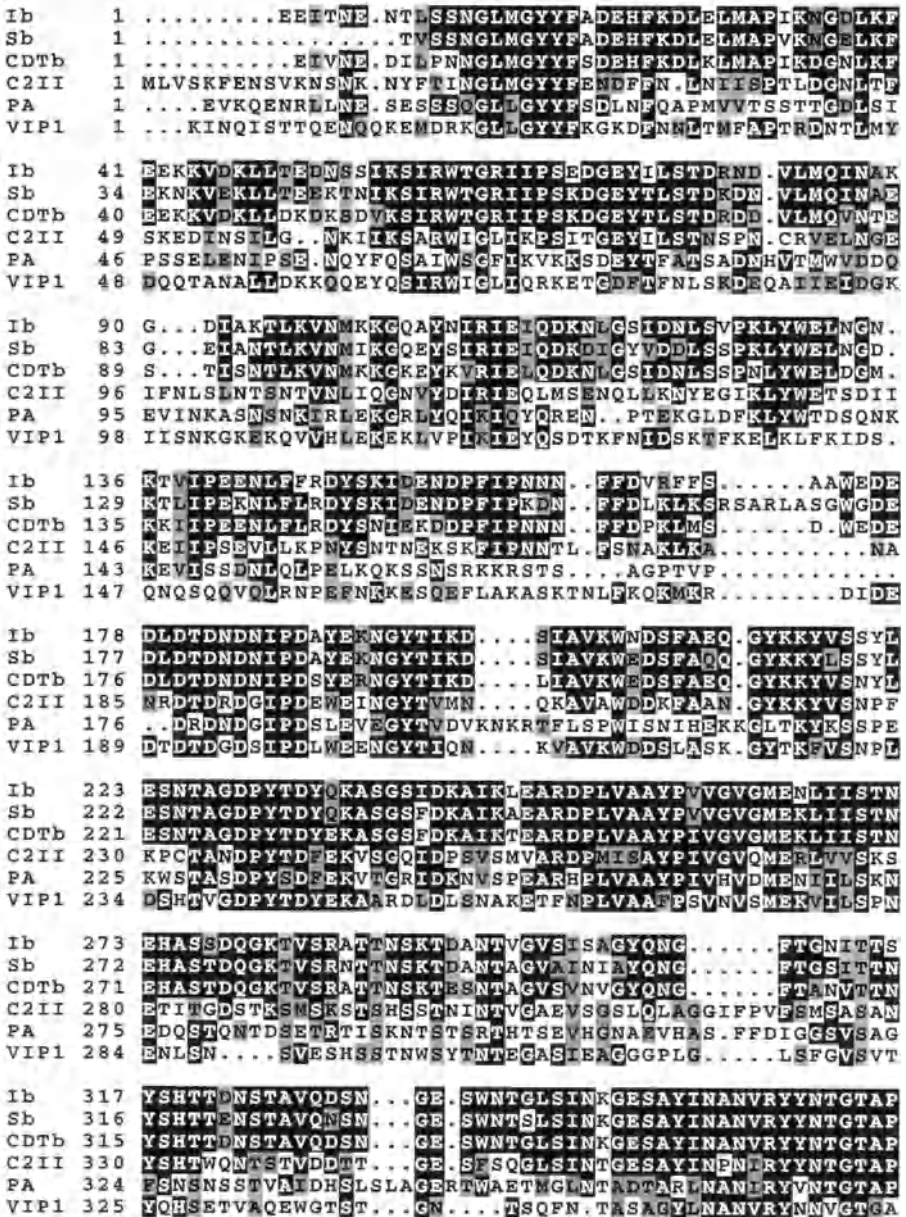 Ib 1 .........EEITNE.NTLSSNGLMGYYFADEHFKDLELMAPIKNGDLKF
Sb 1 ................TVSSNGLMGYYFADEHFKDLELMAPVKNGELKF
CDTb 1 ..........EIVNE.DILPNNGLMGYYFSDEHFKDLKLMAPIKDGNLKF
C2II 1 MLVSKFENSVKNSNK.NYFTINGLMGYYFENDFFN.LNIISPTLDGNLTF
PA 1 ....EVKQENRLLNE.SESSSQGLLGYYFSDLNFQAPMVVTSSTTGDLSI
VIP1 1 ...KINQISTTQENQQKEMDRKGLLGYYFKGKDFNNLTMFAPTRDNTLMY
Ib 41 EEKKVDKLLTEDNSSIKSIRWTGRIIPSEDGEYILSTDRND.VLMQINAK
Sb 34 EEKNKVEKLLTEEKTNIKSIRWTGRIIPSKDGEYTLSTDKDN.VLMQINAE
CDTb 40 EEKKVDKLLDKDKSDVKSIRWTGRIIPSKDGEYTLSTDRDD.VLMQVNTE
C2II 49 SKEDINSILG..NKIIKSARWIGLIKPSITGEYILSTNSPN.CRVELNGE
PA 46 PSSELENIPSE.NQYFQSAIWSGFIKVKKSDEYTFATSADNHVTMWVDDQ
VIP1 48 DQQTANALLDKKQQEYQSIRWIGLIQRKETGDFTFNLSKDEQAIIEIDGK
Ib 90 G...DIAKTLKVNMKKGQAYNIRIEIQDKNLGSIDNLSVPKLYWELNGN.
Sb 83 G...EIANTLKVNMIKGQEYSIRIEIQDKDIGYVDDLSSPKLYWELNGD.
CDTb 89 S...TISNTLKVNMKKGKEYKVRIELQDKNLGSIDNLSSPNLYWELDGM.
C2II 96 IFNLSLNTSNTVNLIQGNVYDIRIEQLMSENQLLKNYEGIKLYWETSDII
PA 95 EVINKASNSNKIRLEKGRLYQIKIQYQREN..PTEKGLDFKLYWTDSQNK
VIP1 98 IISNKGKEKQVVHLEKEKLVPIKIEYQSDTKFNIDSKTFKELKLFKIDS.
Ib 136 KTVIPEENLFFRDYSKIDENDPFIPNNN..FFDVRFFS......AAWEDE
Sb 129 KTLIPEKNLFLRDYSKIDENDPFIPKDN..FFDLKLKSRSARLASGWGDE
CDTb 135 KKIIPEENLFLRDYSNIEKDDPFIPNNN..FFDPKLMS......D.WEDE
C2II 146 KEIIPSEVLLKPNYSNTNEKSKFIPNNTL.FSNAKLKA..........NA
PA 143 KEVISSDNLQLPELKQKSSNSRKKRSTS....AGPTVP............
VIP1 147 QNQSQQVQLRNPEFNKKESQEFLAKASKTNLFKQKMKR.......DIDE
Ib 178 DLDTDNDNIPDAYEKNGYTIKD....SIAVKWNDSFAEQ.GYKKYVSSYL
Sb 177 DLDTDNDNIPDAYEKNGYTIKD....SIAVKWEDSFAQQ.GYKKYLSSYL
CDTb 176 DLDTDNDNIPDSYERNGYTIKD....LIAVKWEDSFAEQ.GYKKYVSNYL
C2II 185 NRDTDRDGIPDEWEINGYTVMN....QKAVAWDDKFAAN.GYKKYVSNPF
PA 176 ..DRDNDGIPDSLEVEGYTVDVKNKRTFLSPWISNIHEKKGLTKYKSSPE
VIP1 189 DTDTDGDSIPDLWEENGYTIQN....KVAVKWDDSLASK.GYTKFVSNPL
Ib 223 ESNTAGDPYTDYQKASGSIDKAIKLEARDPLVAAYPVVGVGMENLIISTN
Sb 222 ESNTAGDPYTDYQKASGSFDKAIKAEARDPLVAAYPVVGVGMEKLIISTN
CDTb 221 ESNTAGDPYTDYEKASGSFDKAIKTEARDPLVAAYPIVGVGMEKLIISTN
C2II 230 KPCTANDPYTDFEKVSGQIDPSVSMVARDPMISAYPIVGVQMERLVVSKS
PA 225 KWSTASDPYSDFEKVTGRIDKNVSPEARHPLVAAYPIVHVDMENIILSKN
VIP1 234 DSHTVGDPYTDYEKAARDLDLSNAKETFNPLVAAFPSVNVSMEKVILSPN
Ib 273 EHASSDQGKTVSRATTNSKTDANTVGVSISAGYQNG......FTGNITTS
Sb 272 EHASTDQGKTVSRNTTNSKTDANTAGVAINIAYQNG......FTGSITTN
CDTb 271 EHASTDQGKTVSRATTNSKTESNTAGVSVNVGYQNG......FTANVTTN
C2II 280 ETITGDSTKSMSKSTSHSSTNINTVGAEVSGSLQLAGGIFPVFSMSASAN
PA 275 EDQSTQNTDSETRTISKNTSTSRTHTSEVHGNAEVHAS.FFDIGGSVSAG
VIP1 284 ENLSN....SVESHSSTNWSYTNTEGASIEAGGGPLG....LSFGVSVT
Ib 317 YSHTTDNSTAVQDSN...GE.SWNTGLSINKGESAYINANVRYYNTGTAP
Sb 316 YSHTTENSTAVQNSN...GE.SWNTSLSINKGESAYINANVRYYNTGTAP
CDTb 315 YSHTTDNSTAVQDSN...GE.SWNTGLSINKGESAYINANVRYYNTGTAP
C2II 330 YSHTWQNTSTVDDTT...GE.SFSQGLSINTGESAYINPNIRYYNTGTAP
PA 324 FSNSNSSTVAIDHSLSLAGERTWAETMGLNTADTARLNANIRYVNTGTAP
VIP1 325 YQHSETVAQEWGTST...GN....TSQFN.TASAGYLNANVRYNNVGTGA